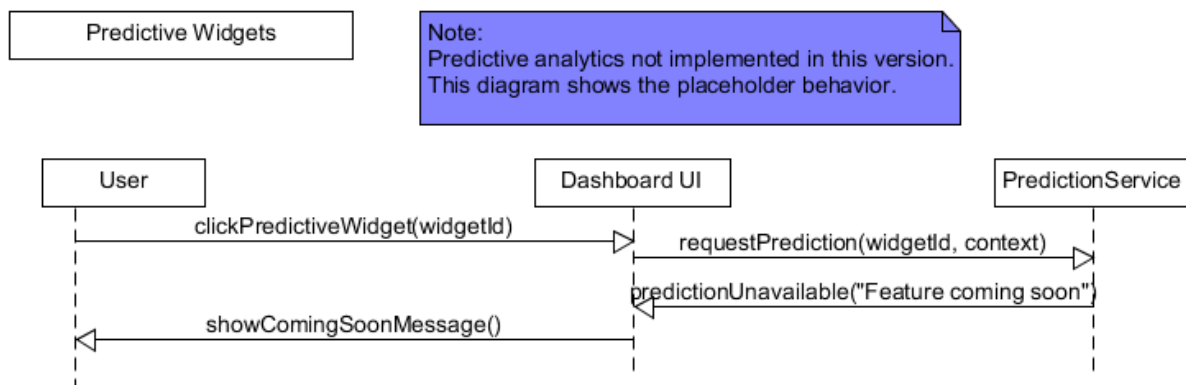 Predictive Widgets
Note:
Predictive analytics not implemented in this version.
This diagram shows the placeholder behavior.
User
Dashboard UI
PredictionService
clickPredictiveWidget(widgetId)
requestPrediction(widgetId, context)
predictionUnavailable("Feature coming soon")
showComingSoonMessage()